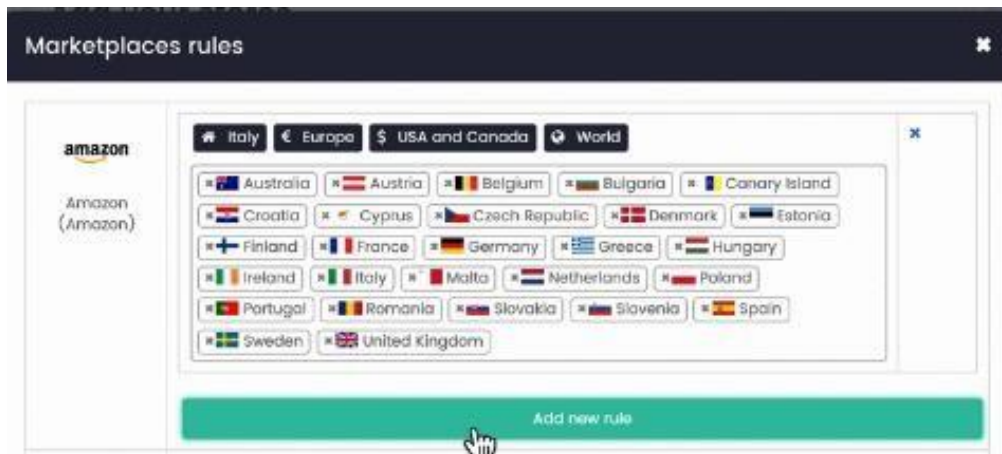 Marketplaces rules
amazon
Amazon
(Amazon)
Italy € Europe $ USA and Canada World
Australia Austria Belgium Bulgaria Canary Island
Croatia Cyprus Czech Republic Denmark Estonia
Finland France Germany Greece Hungary
Ireland Italy Malta Netherlands Poland
Portugal Romania Slovakia Slovenia Spain
Sweden United Kingdom
Add new rule